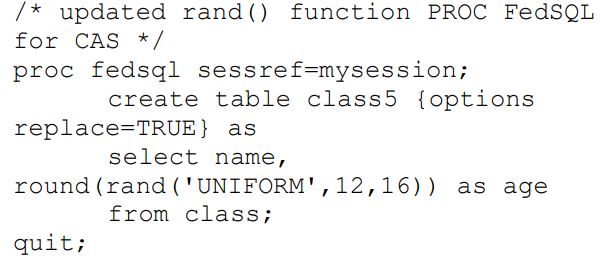 /* updated rand() function PROC FedSQL
for CAS */
proc fedsql sessref=mysession;
create table class5 {options
replace=TRUE} as
select name,
round(rand('UNIFORM',12,16)) as age
from class;
quit;